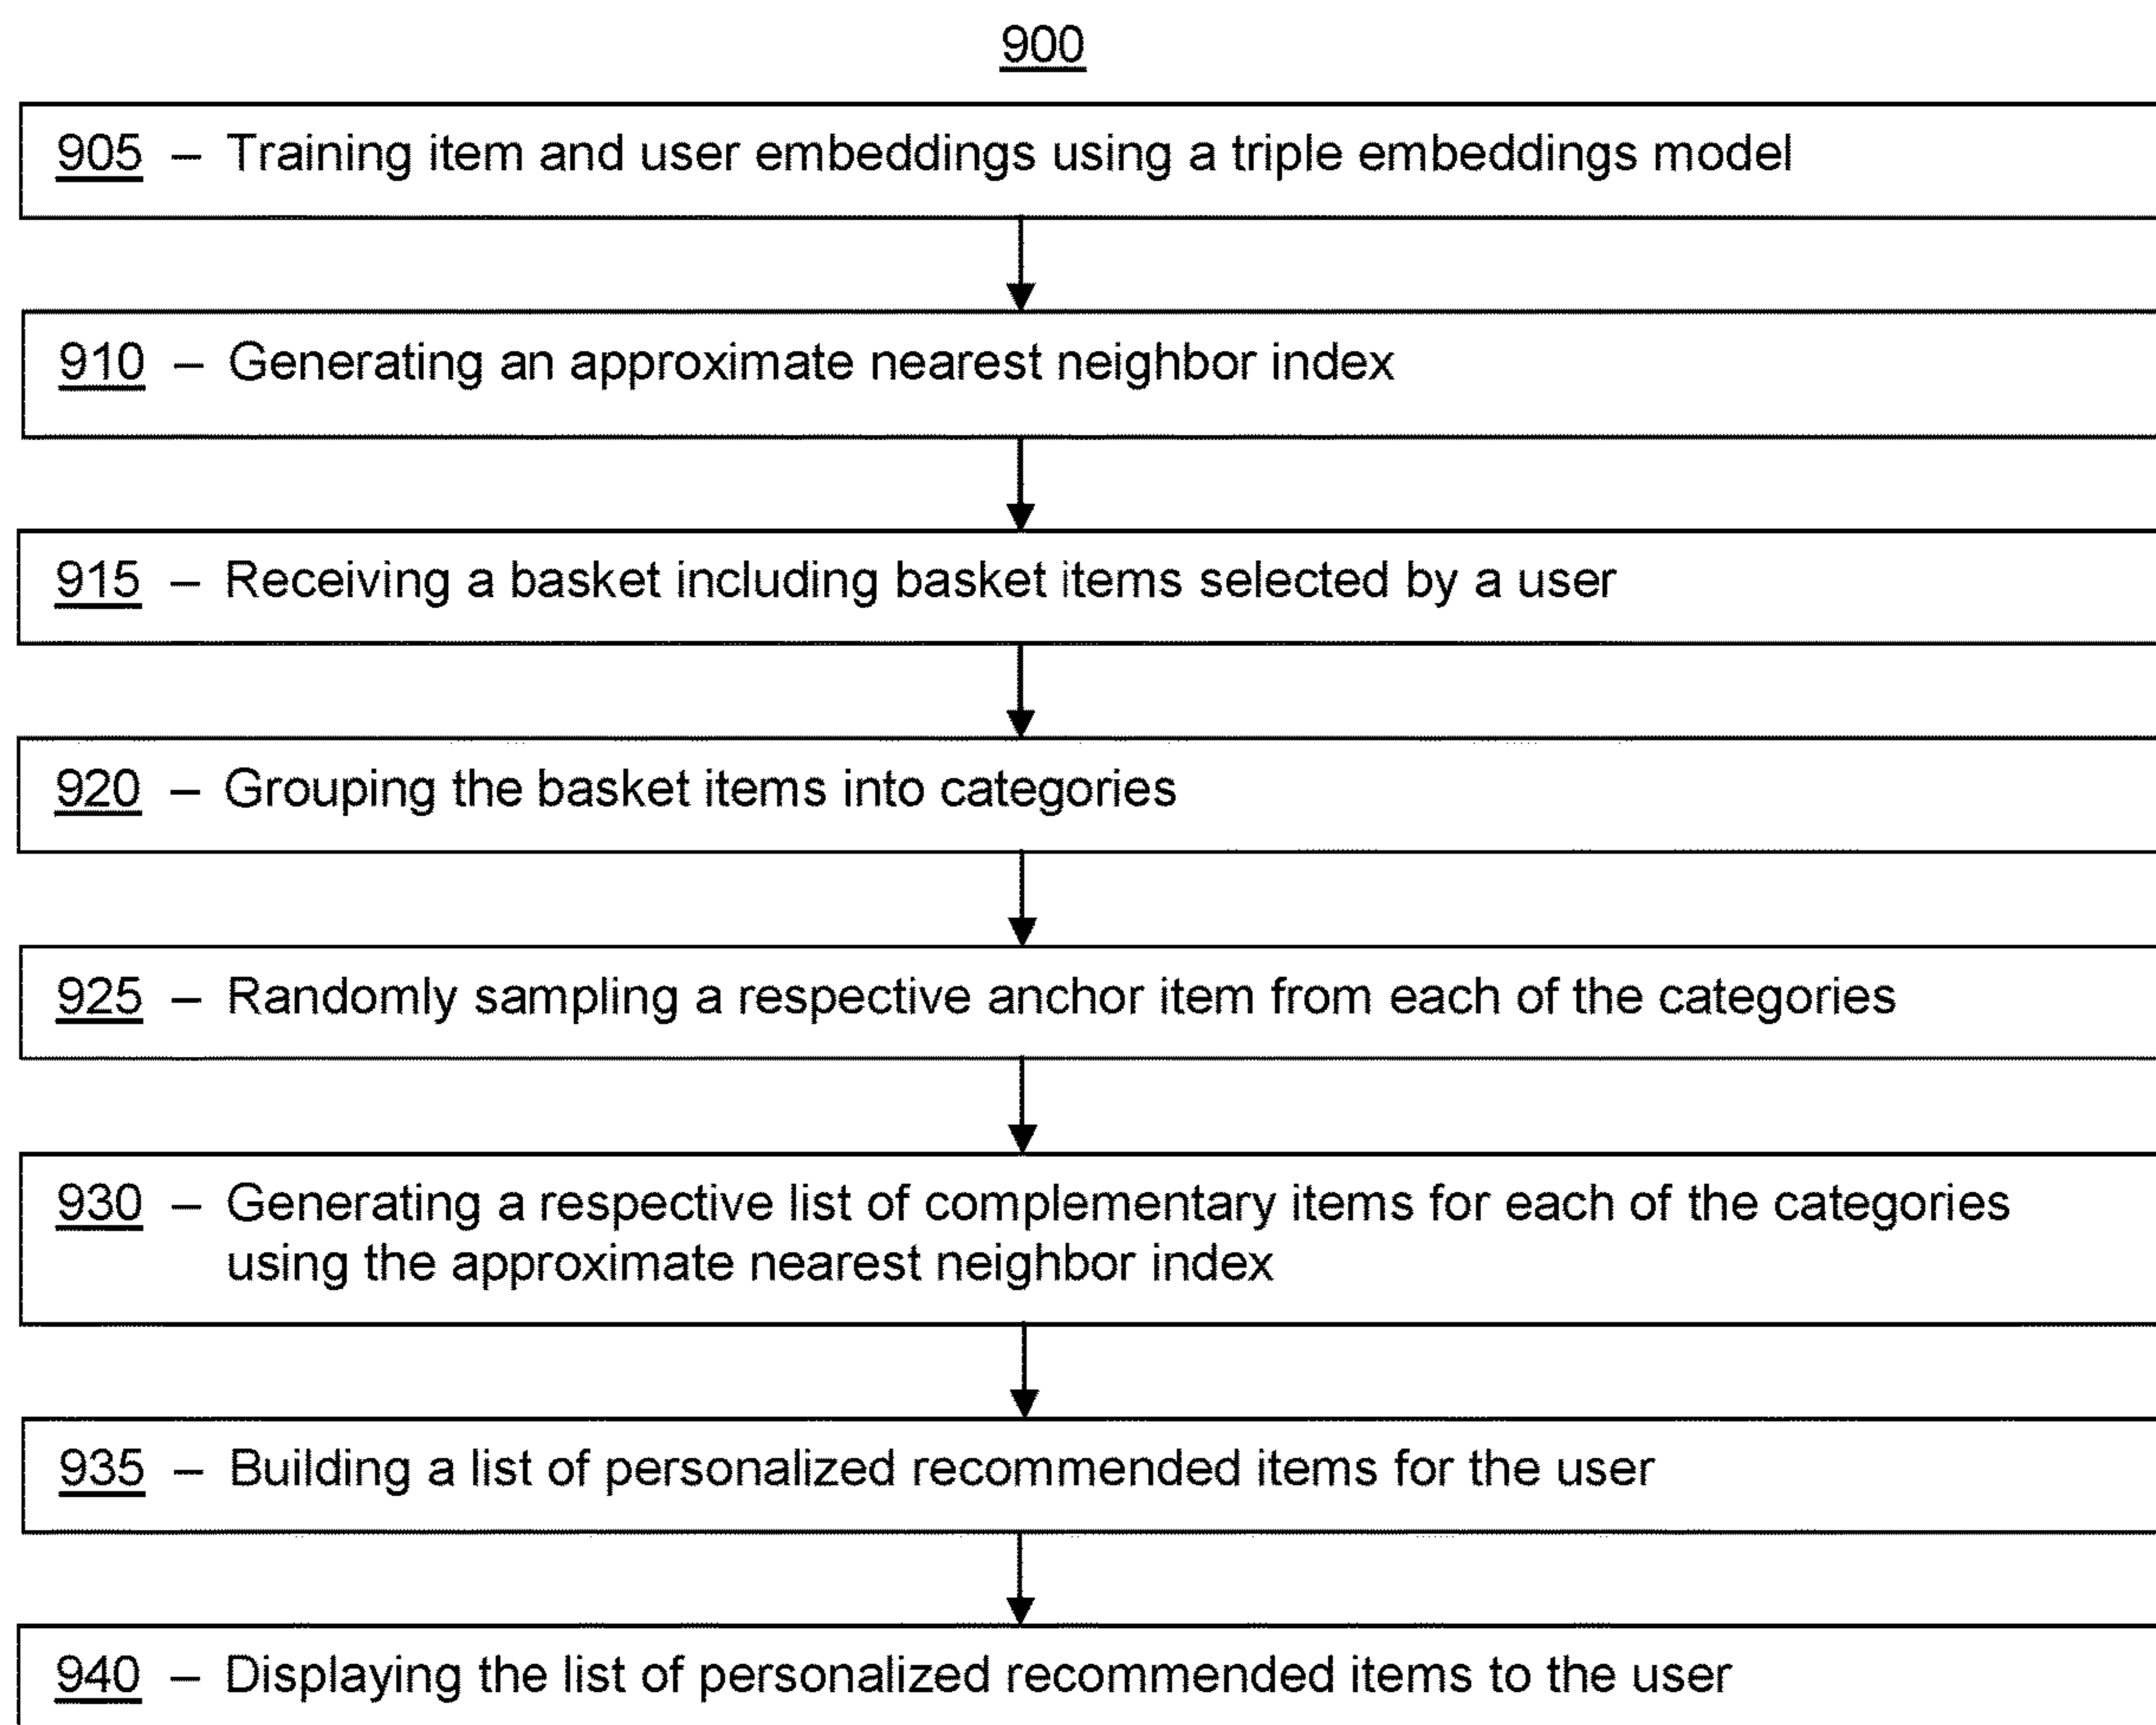 900
905 – Training item and user embeddings using a triple embeddings model
910 – Generating an approximate nearest neighbor index
915 – Receiving a basket including basket items selected by a user
920 – Grouping the basket items into categories
925 – Randomly sampling a respective anchor item from each of the categories
930 – Generating a respective list of complementary items for each of the categories
using the approximate nearest neighbor index
935 – Building a list of personalized recommended items for the user
940 – Displaying the list of personalized recommended items to the user